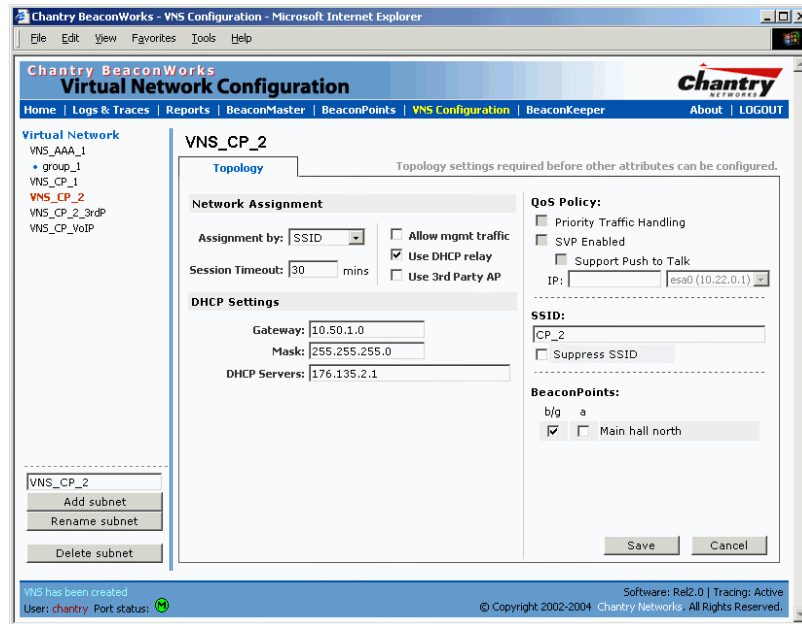 Chantry BeaconWorks - VNS Configuration - Microsoft Internet Explorer
File Edit View Favorites Tools Help
Chantry BeaconWorks
Virtual Network Configuration
chantry
NETWORKS
Home | Logs & Traces | Reports | BeaconMaster | BeaconPoints | VNS Configuration | BeaconKeeper About | LOGOUT
Virtual Network
VNS_AAA_1
group_1
VNS_CP_1
VNS_CP_2
VNS_CP_2_3rdP
VNS_CP_VoIP
VNS_CP_2
Add subnet
Rename subnet
Delete subnet
VNS_CP_2
Topology
Topology settings required before other attributes can be configured.
Network Assignment
Assignment by: SSID
Session Timeout: 30 mins
Allow mgmt traffic
Use DHCP relay
Use 3rd Party AP
DHCP Settings
Gateway: 10.50.1.0
Mask: 255.255.255.0
DHCP Servers: 176.135.2.1
QoS Policy:
Priority Traffic Handling
SVP Enabled
Support Push to Talk
IP: esa0 (10.22.0.1)
SSID:
CP_2
Suppress SSID
BeaconPoints:
b/g a
Main hall north
Save Cancel
VNS has been created
User: chantry Port status: M
Software: Rel2.0 | Tracing: Active
© Copyright 2002-2004 Chantry Networks. All Rights Reserved.